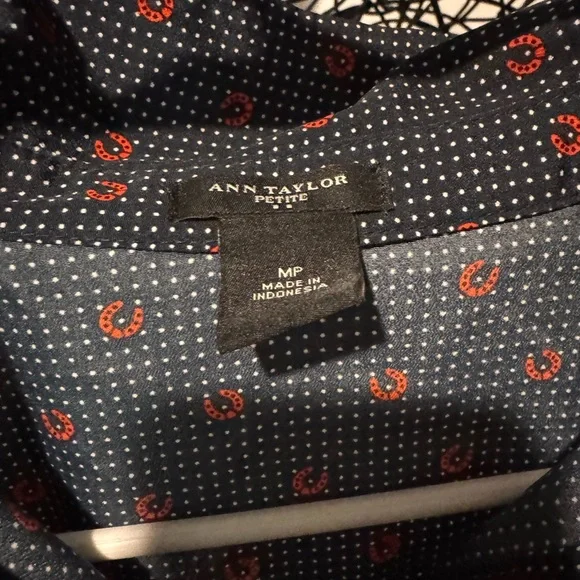 ANN TAYLOR
PETITE
MP
MADE IN
INDONESIA